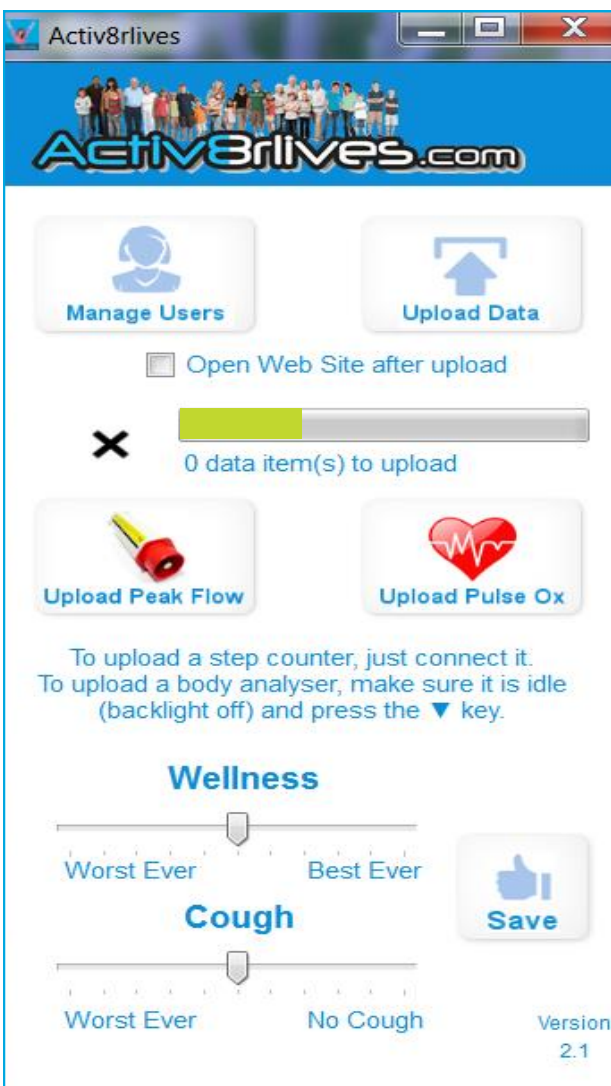 Activ8rlives
Activ8rlives.com
Manage Users
Upload Data
Open Web Site after upload
0 data item(s) to upload
Upload Peak Flow
Upload Pulse Ox
To upload a step counter, just connect it.
To upload a body analyser, make sure it is idle
(backlight off) and press the ▼ key.
Wellness
Worst Ever
Best Ever
Save
Cough
Worst Ever
No Cough
Version
2.1